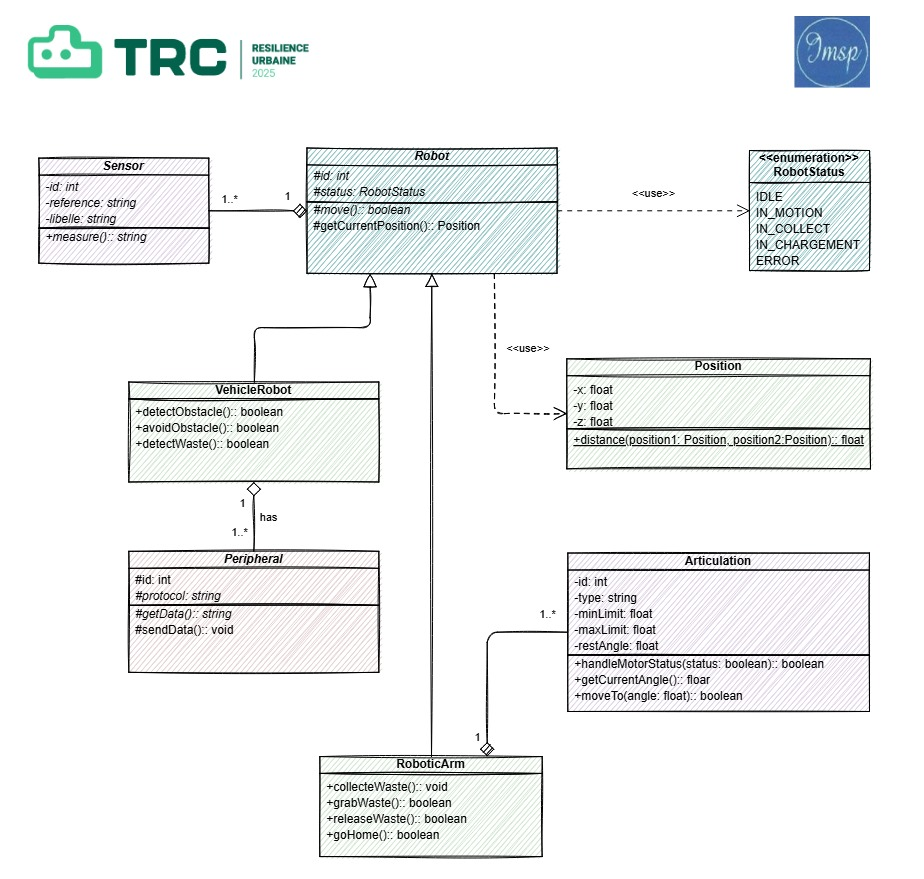 TRC
RESILIENCE
URBAINE
2025
Imsp
Sensor
-id: int
-reference: string
-libelle: string
+measure():: string
1..*
1
Robot
#id: int
#status: RobotStatus
#move():: boolean
#getCurrentPosition():: Position
<<use>>
<<enumeration>>
RobotStatus
IDLE
IN_MOTION
IN_COLLECT
IN_CHARGEMENT
ERROR
<<use>>
Position
-x: float
-y: float
-z: float
+distance(position1: Position, position2:Position):: float
VehicleRobot
+detectObstacle():: boolean
+avoidObstacle():: boolean
+detectWaste():: boolean
1
has
1..*
Peripheral
#id: int
#protocol: string
#getData():: string
#sendData():: void
Articulation
-id: int
-type: string
-minLimit: float
-maxLimit: float
-restAngle: float
+handleMotorStatus(status: boolean):: boolean
+getCurrentAngle():: floar
+moveTo(angle: float):: boolean
1..*
1
RoboticArm
+collecteWaste():: void
+grabWaste():: boolean
+releaseWaste():: boolean
+goHome():: boolean